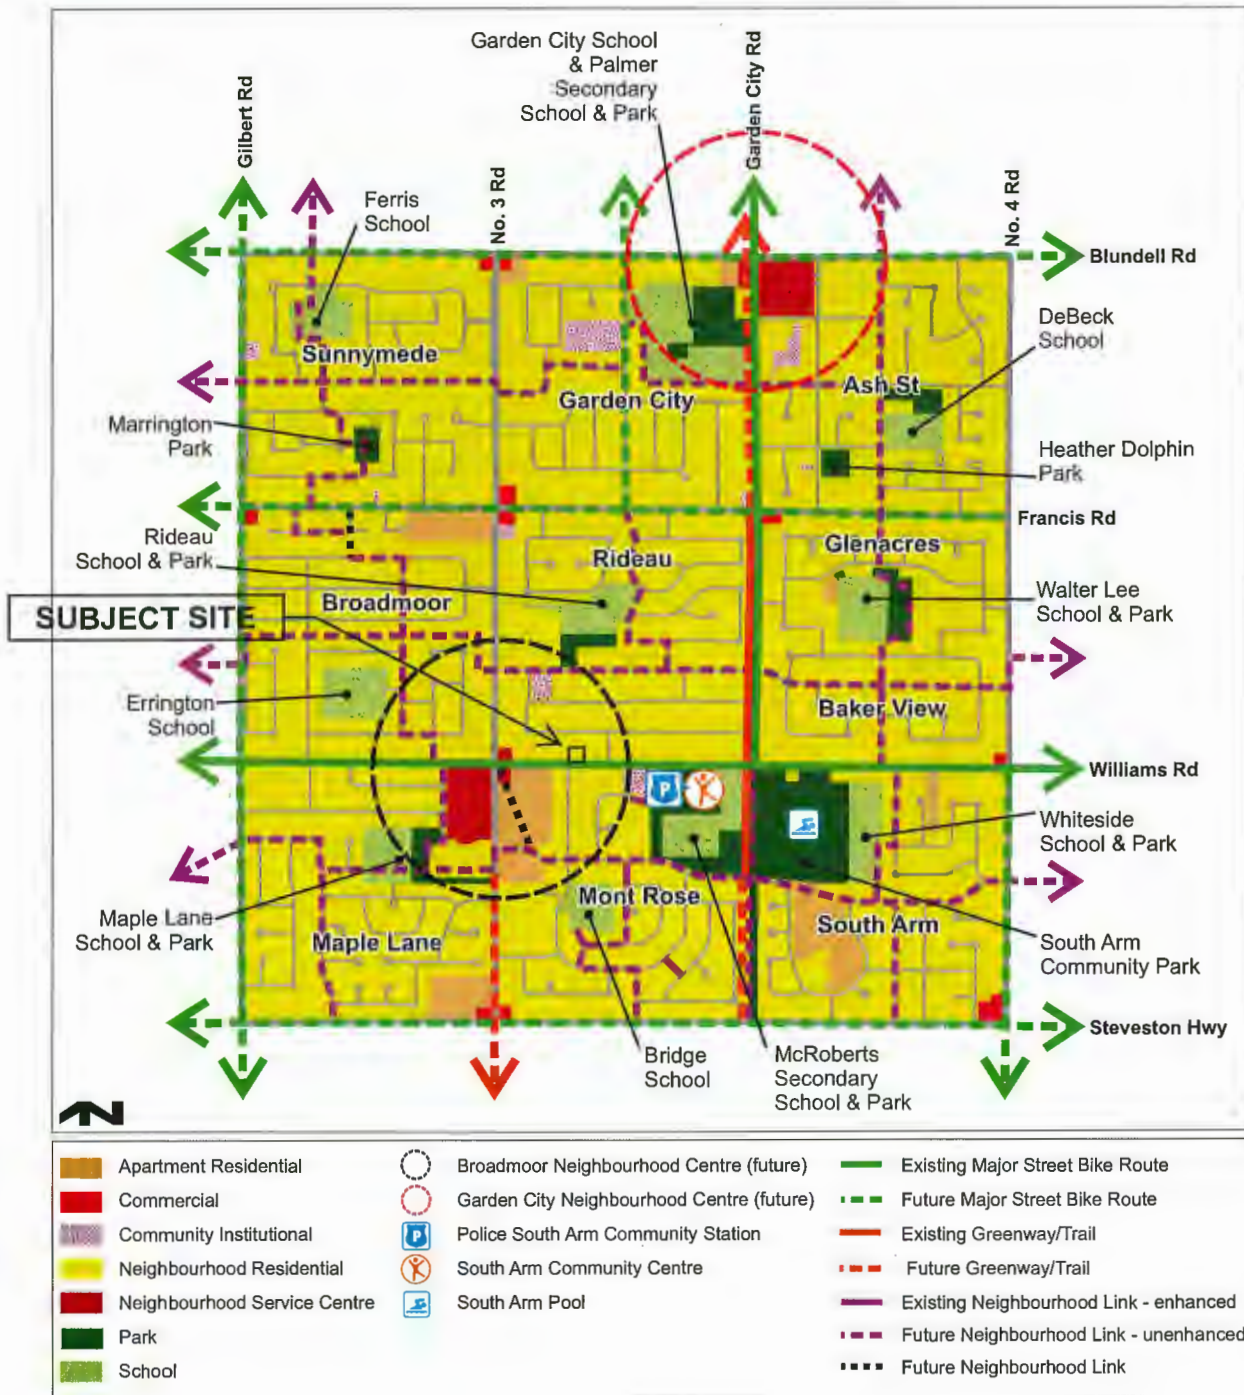 Garden City School
& Palmer
Secondary
School & Park
Garden City Rd
Gilbert Rd
No. 3 Rd
No. 4 Rd
Ferris
School
Blundell Rd
DeBeck
School
Sunnymede
Ash St
Garden City
Marrington
Park
Heather Dolphin
Park
Francis Rd
Rideau
School & Park
Rideau
Glenacres
Walter Lee
School & Park
SUBJECT SITE
Broadmoor
Errington
School
Baker View
Williams Rd
P
Whiteside
School & Park
Maple Lane
School & Park
Mont Rose
Maple Lane
South Arm
South Arm
Community Park
Steveston Hwy
Bridge
School
McRoberts
Secondary
School & Park
N
Apartment Residential
Commercial
Community Institutional
Neighbourhood Residential
Neighbourhood Service Centre
Park
School
Broadmoor Neighbourhood Centre (future)
Garden City Neighbourhood Centre (future)
P
Police South Arm Community Station
South Arm Community Centre
South Arm Pool
Existing Major Street Bike Route
Future Major Street Bike Route
Existing Greenway/Trail
Future Greenway/Trail
Existing Neighbourhood Link - enhanced
Future Neighbourhood Link - unenhanced
Future Neighbourhood Link